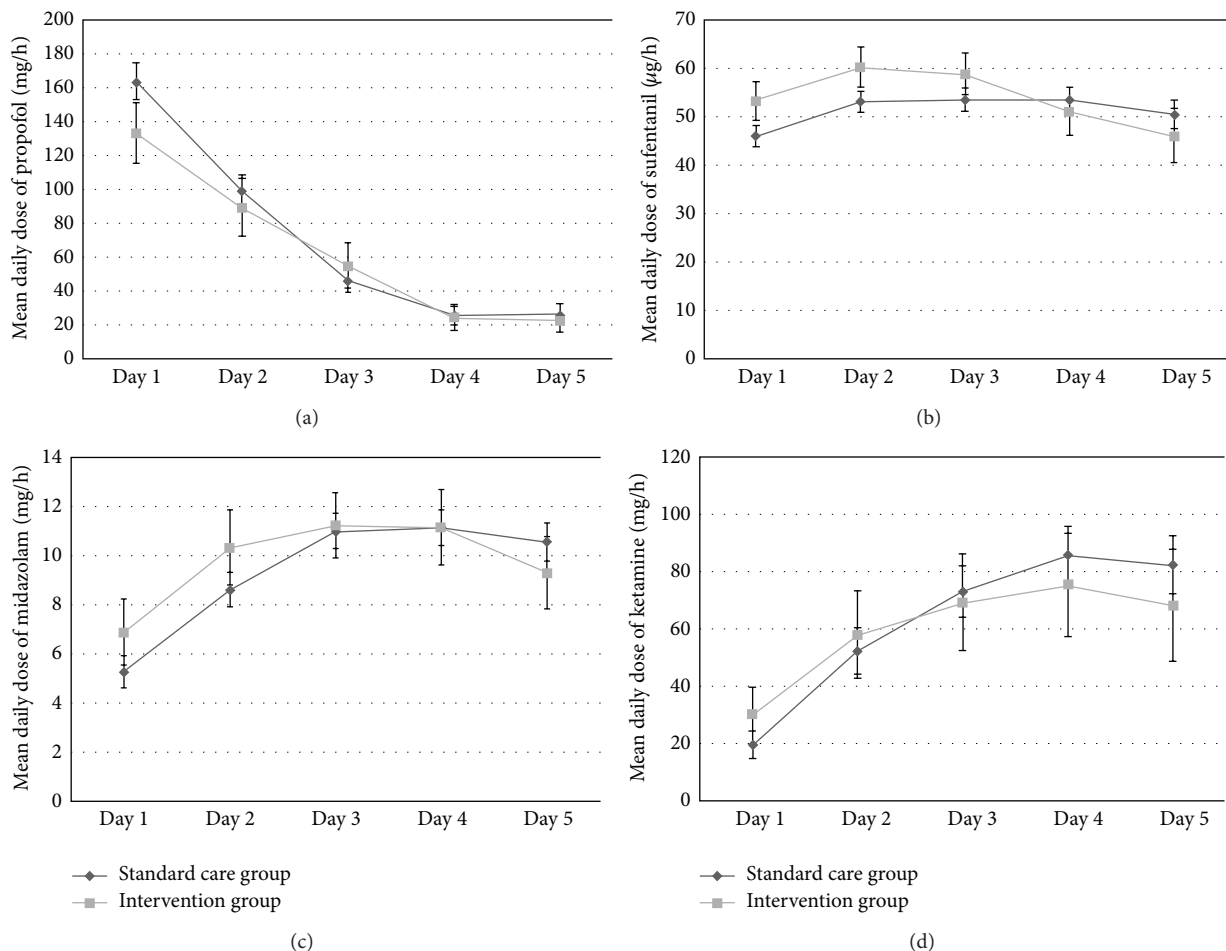 Mean daily dose of propofol (mg/h)
200
180
160
140
120
100
80
60
40
20
0
Day 1 Day 2 Day 3 Day 4 Day 5
(a)
Mean daily dose of sufentanil (µg/h)
70
60
50
40
30
20
10
0
Day 1 Day 2 Day 3 Day 4 Day 5
(b)
Mean daily dose of midazolam (mg/h)
14
12
10
8
6
4
2
0
Day 1 Day 2 Day 3 Day 4 Day 5
Standard care group
Intervention group
(c)
Mean daily dose of ketamine (mg/h)
120
100
80
60
40
20
0
Day 1 Day 2 Day 3 Day 4 Day 5
Standard care group
Intervention group
(d)